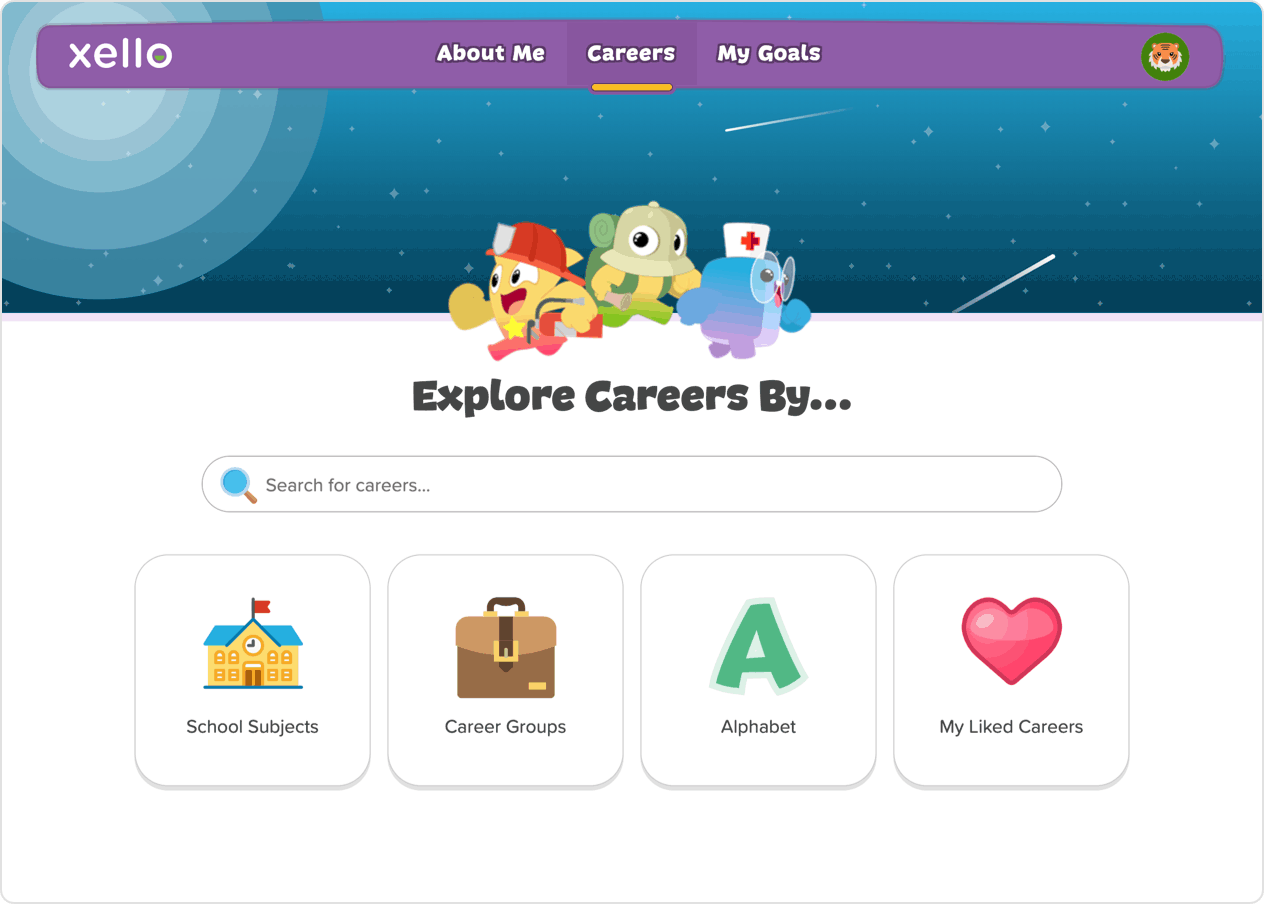 xello
About Me
Careers
My Goals
Explore Careers By...
Search for careers...
School Subjects
Career Groups
A
Alphabet
My Liked Careers